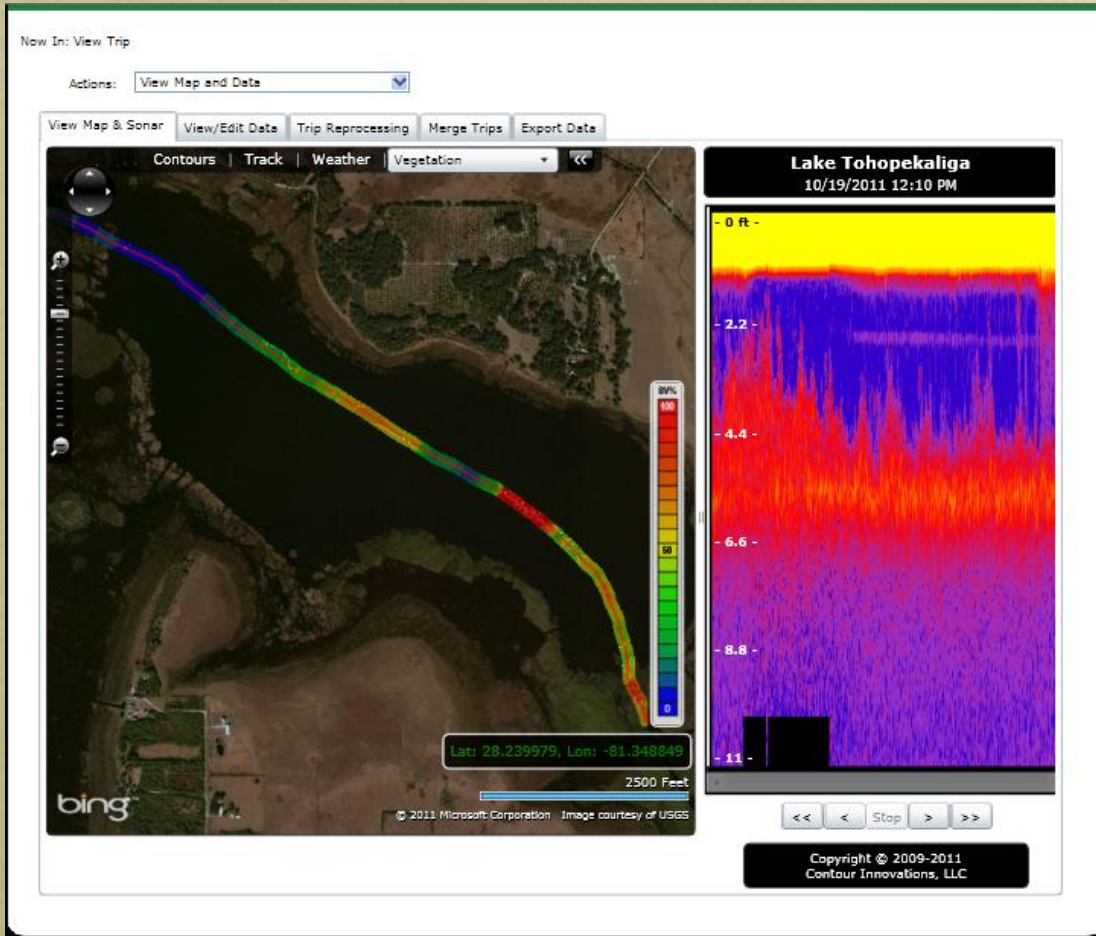 Now In: View Trip
Actions: View Map and Data
View Map & Sonar View/Edit Data Trip Reprocessing Merge Trips Export Data
Contours | Track | Weather | Vegetation <<
Lake Tohopekaliga
10/19/2011 12:10 PM
- 0 ft -
- 2.2 -
- 4.4 -
- 6.6 -
- 8.8 -
- 11 -
BV%
100
50
0
Lat: 28.239979, Lon: -81.348849
2500 Feet
bing
© 2011 Microsoft Corporation Image courtesy of USGS
<< < Stop > >>
Copyright © 2009-2011
Contour Innovations, LLC